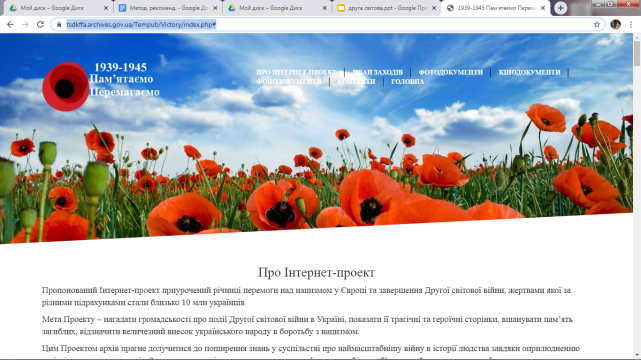 Мой диск – Google Диск
Метод. рекоменд. - Google До
Мой диск – Google Диск
друга світова.ppt - Google Пре
1939-1945 Пам'ятаємо Перемо
tsdkffa.archives.gov.ua/Tempub/Victory/index.php#
1939-1945
Пам'ятаємо
Перемагаємо
ПРО ІНТЕРНЕТ-ПРОЕКТ
ПЛАН ЗАХОДІВ
ФОТОДОКУМЕНТИ
КІНОДОКУМЕНТИ
ФОНОДОКУМЕНТИ
КОНТАКТИ
ГОЛОВНА
Про Інтернет-проект
Пропонований Інтернет-проект приурочений річниці перемоги над нацизмом у Європі та завершення Другої світової війни, жертвами якої за
різними підрахунками стали близько 10 млн українців
Мета Проекту – нагадати громадськості про події Другої світової війни в Україні, показати її трагічні та героїчні сторінки, вшанувати пам'ять
загиблих, відзначити величезний внесок українського народу в боротьбу з нацизмом.
Цим Проектом архів прагне долучитися до поширення знань у суспільстві про наймасштабнішу війну в історії людства завдяки оприлюдненню